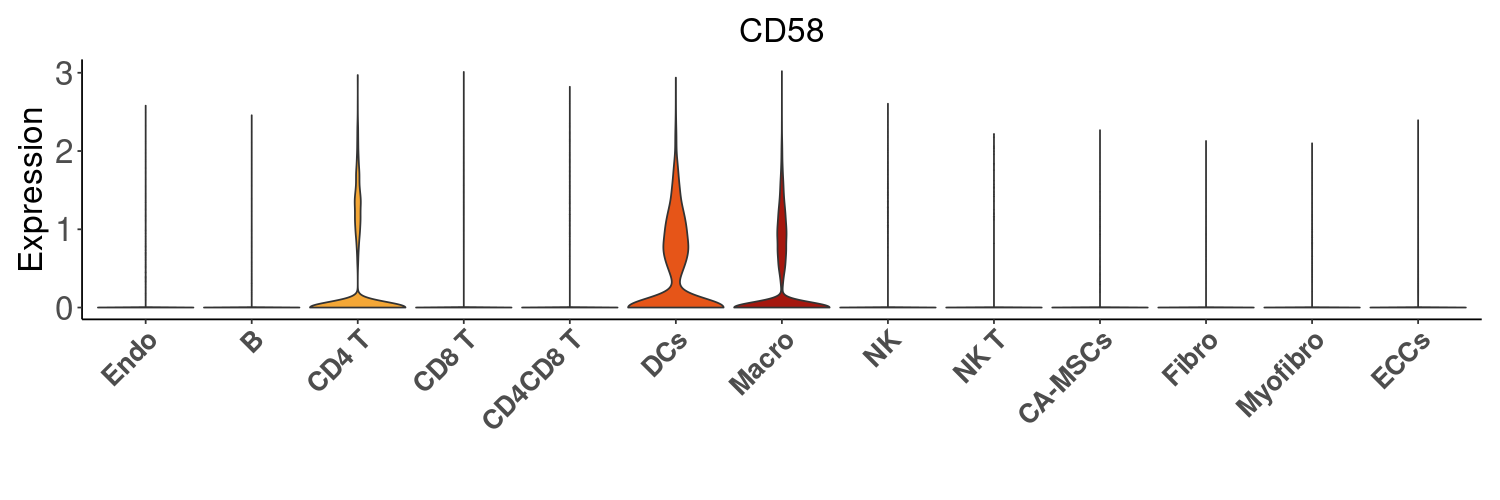 CD58
Expression
3
2
1
0
Endo
B
CD4 T
CD8 T
CD4CD8 T
DCs
Macro
NK
NK T
CA-MSCs
Fibro
Myofibro
ECCs